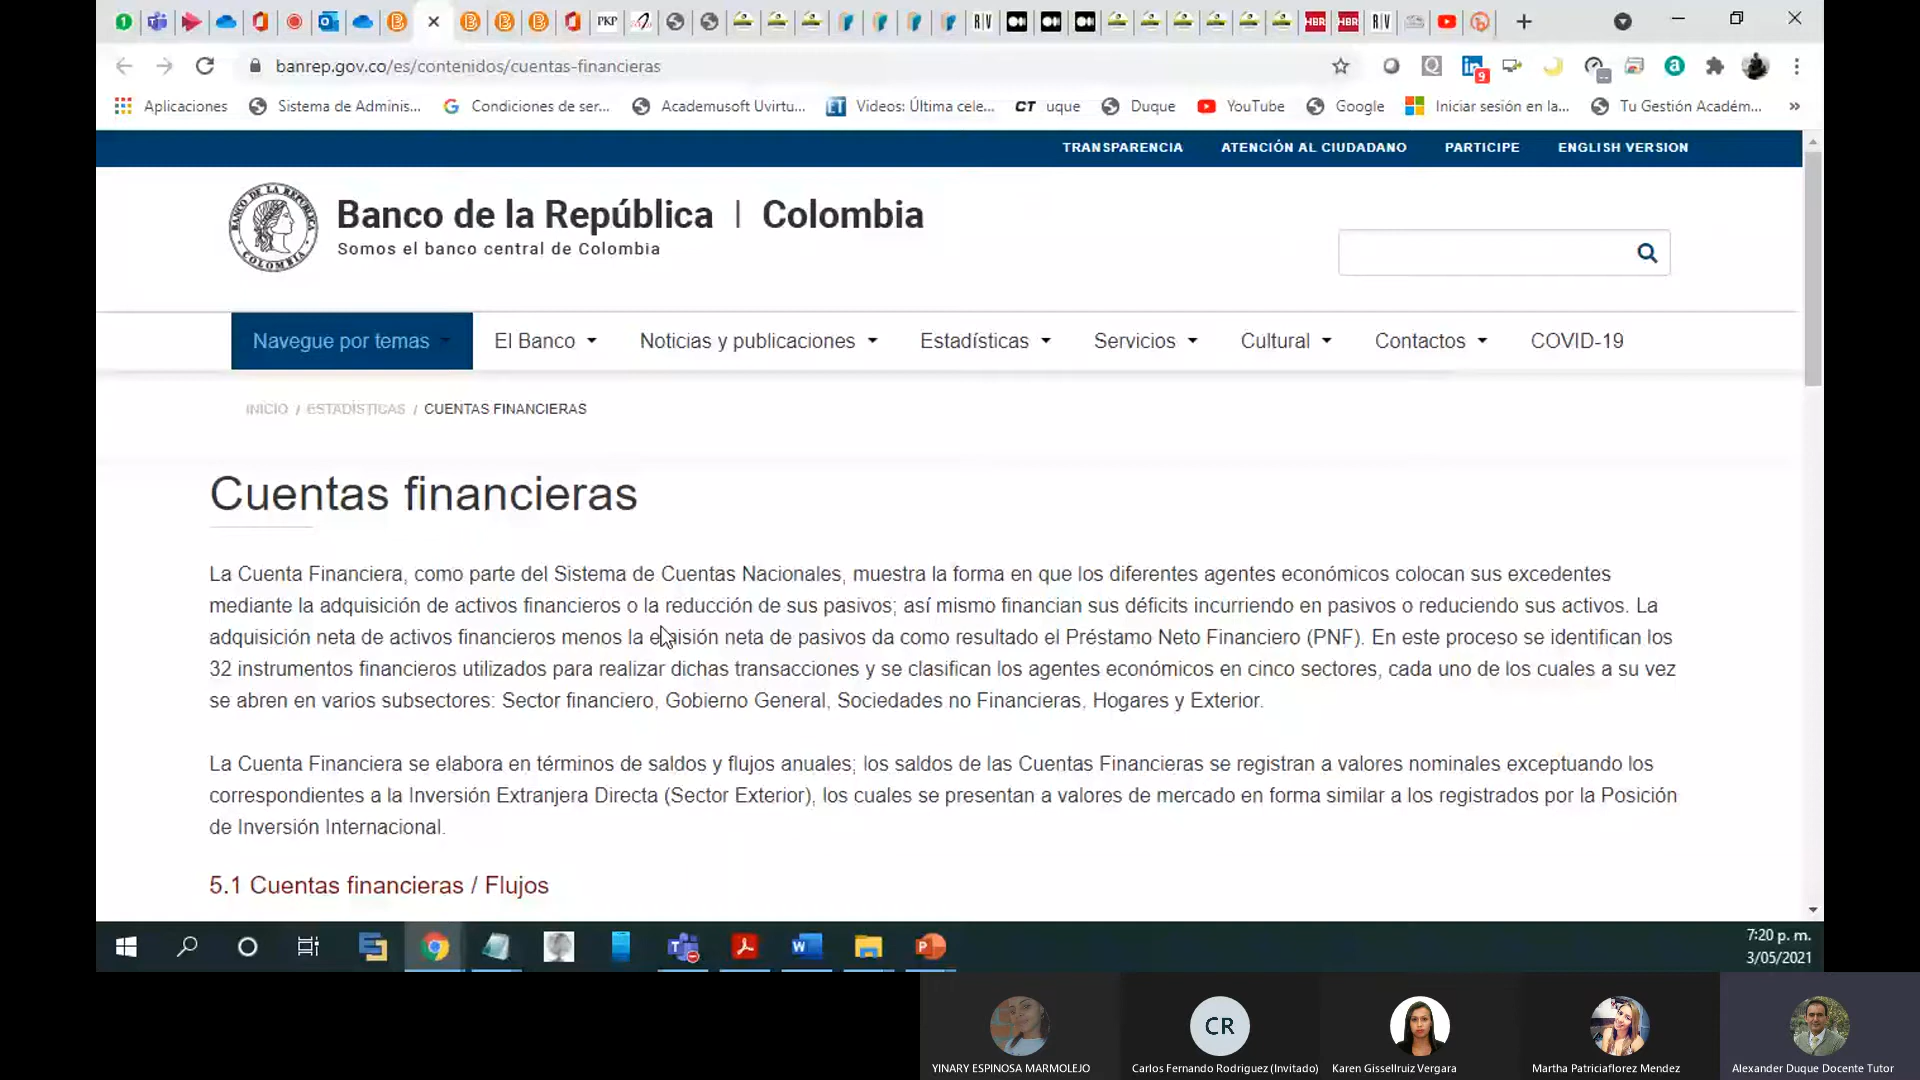 PKP
R|V
HBR
HBR
R|V
banrep.gov.co/es/contenidos/cuentas-financieras
9
Aplicaciones
Sistema de Adminis...
Condiciones de ser...
Academusoft Uvirtu...
Videos: Última cele...
CT uque
Duque
YouTube
Google
Iniciar sesión en la...
Tu Gestión Académ...
»
TRANSPARENCIA
ATENCIÓN AL CIUDADANO
PARTICIPE
ENGLISH VERSION
BANCO DE LA REPUBLICA
COLOMBIA
Banco de la República | Colombia
Somos el banco central de Colombia
Navegue por temas
El Banco
Noticias y publicaciones
Estadísticas
Servicios
Cultural
Contactos
COVID-19
INICIO / ESTADÍSTICAS / CUENTAS FINANCIERAS
Cuentas financieras
La Cuenta Financiera, como parte del Sistema de Cuentas Nacionales, muestra la forma en que los diferentes agentes económicos colocan sus excedentes
mediante la adquisición de activos financieros o la reducción de sus pasivos; así mismo financian sus déficits incurriendo en pasivos o reduciendo sus activos. La
adquisición neta de activos financieros menos la emisión neta de pasivos da como resultado el Préstamo Neto Financiero (PNF). En este proceso se identifican los
32 instrumentos financieros utilizados para realizar dichas transacciones y se clasifican los agentes económicos en cinco sectores, cada uno de los cuales a su vez
se abren en varios subsectores: Sector financiero, Gobierno General, Sociedades no Financieras, Hogares y Exterior.
La Cuenta Financiera se elabora en términos de saldos y flujos anuales; los saldos de las Cuentas Financieras se registran a valores nominales exceptuando los
correspondientes a la Inversión Extranjera Directa (Sector Exterior), los cuales se presentan a valores de mercado en forma similar a los registrados por la Posición
de Inversión Internacional.
5.1 Cuentas financieras / Flujos
7:20 p. m.
3/05/2021
CR
YINARY ESPINOSA MARMOLEJO
Carlos Fernando Rodriguez (Invitado)
Karen Gissellruiz Vergara
Martha Patriciaflorez Mendez
Alexander Duque Docente Tutor